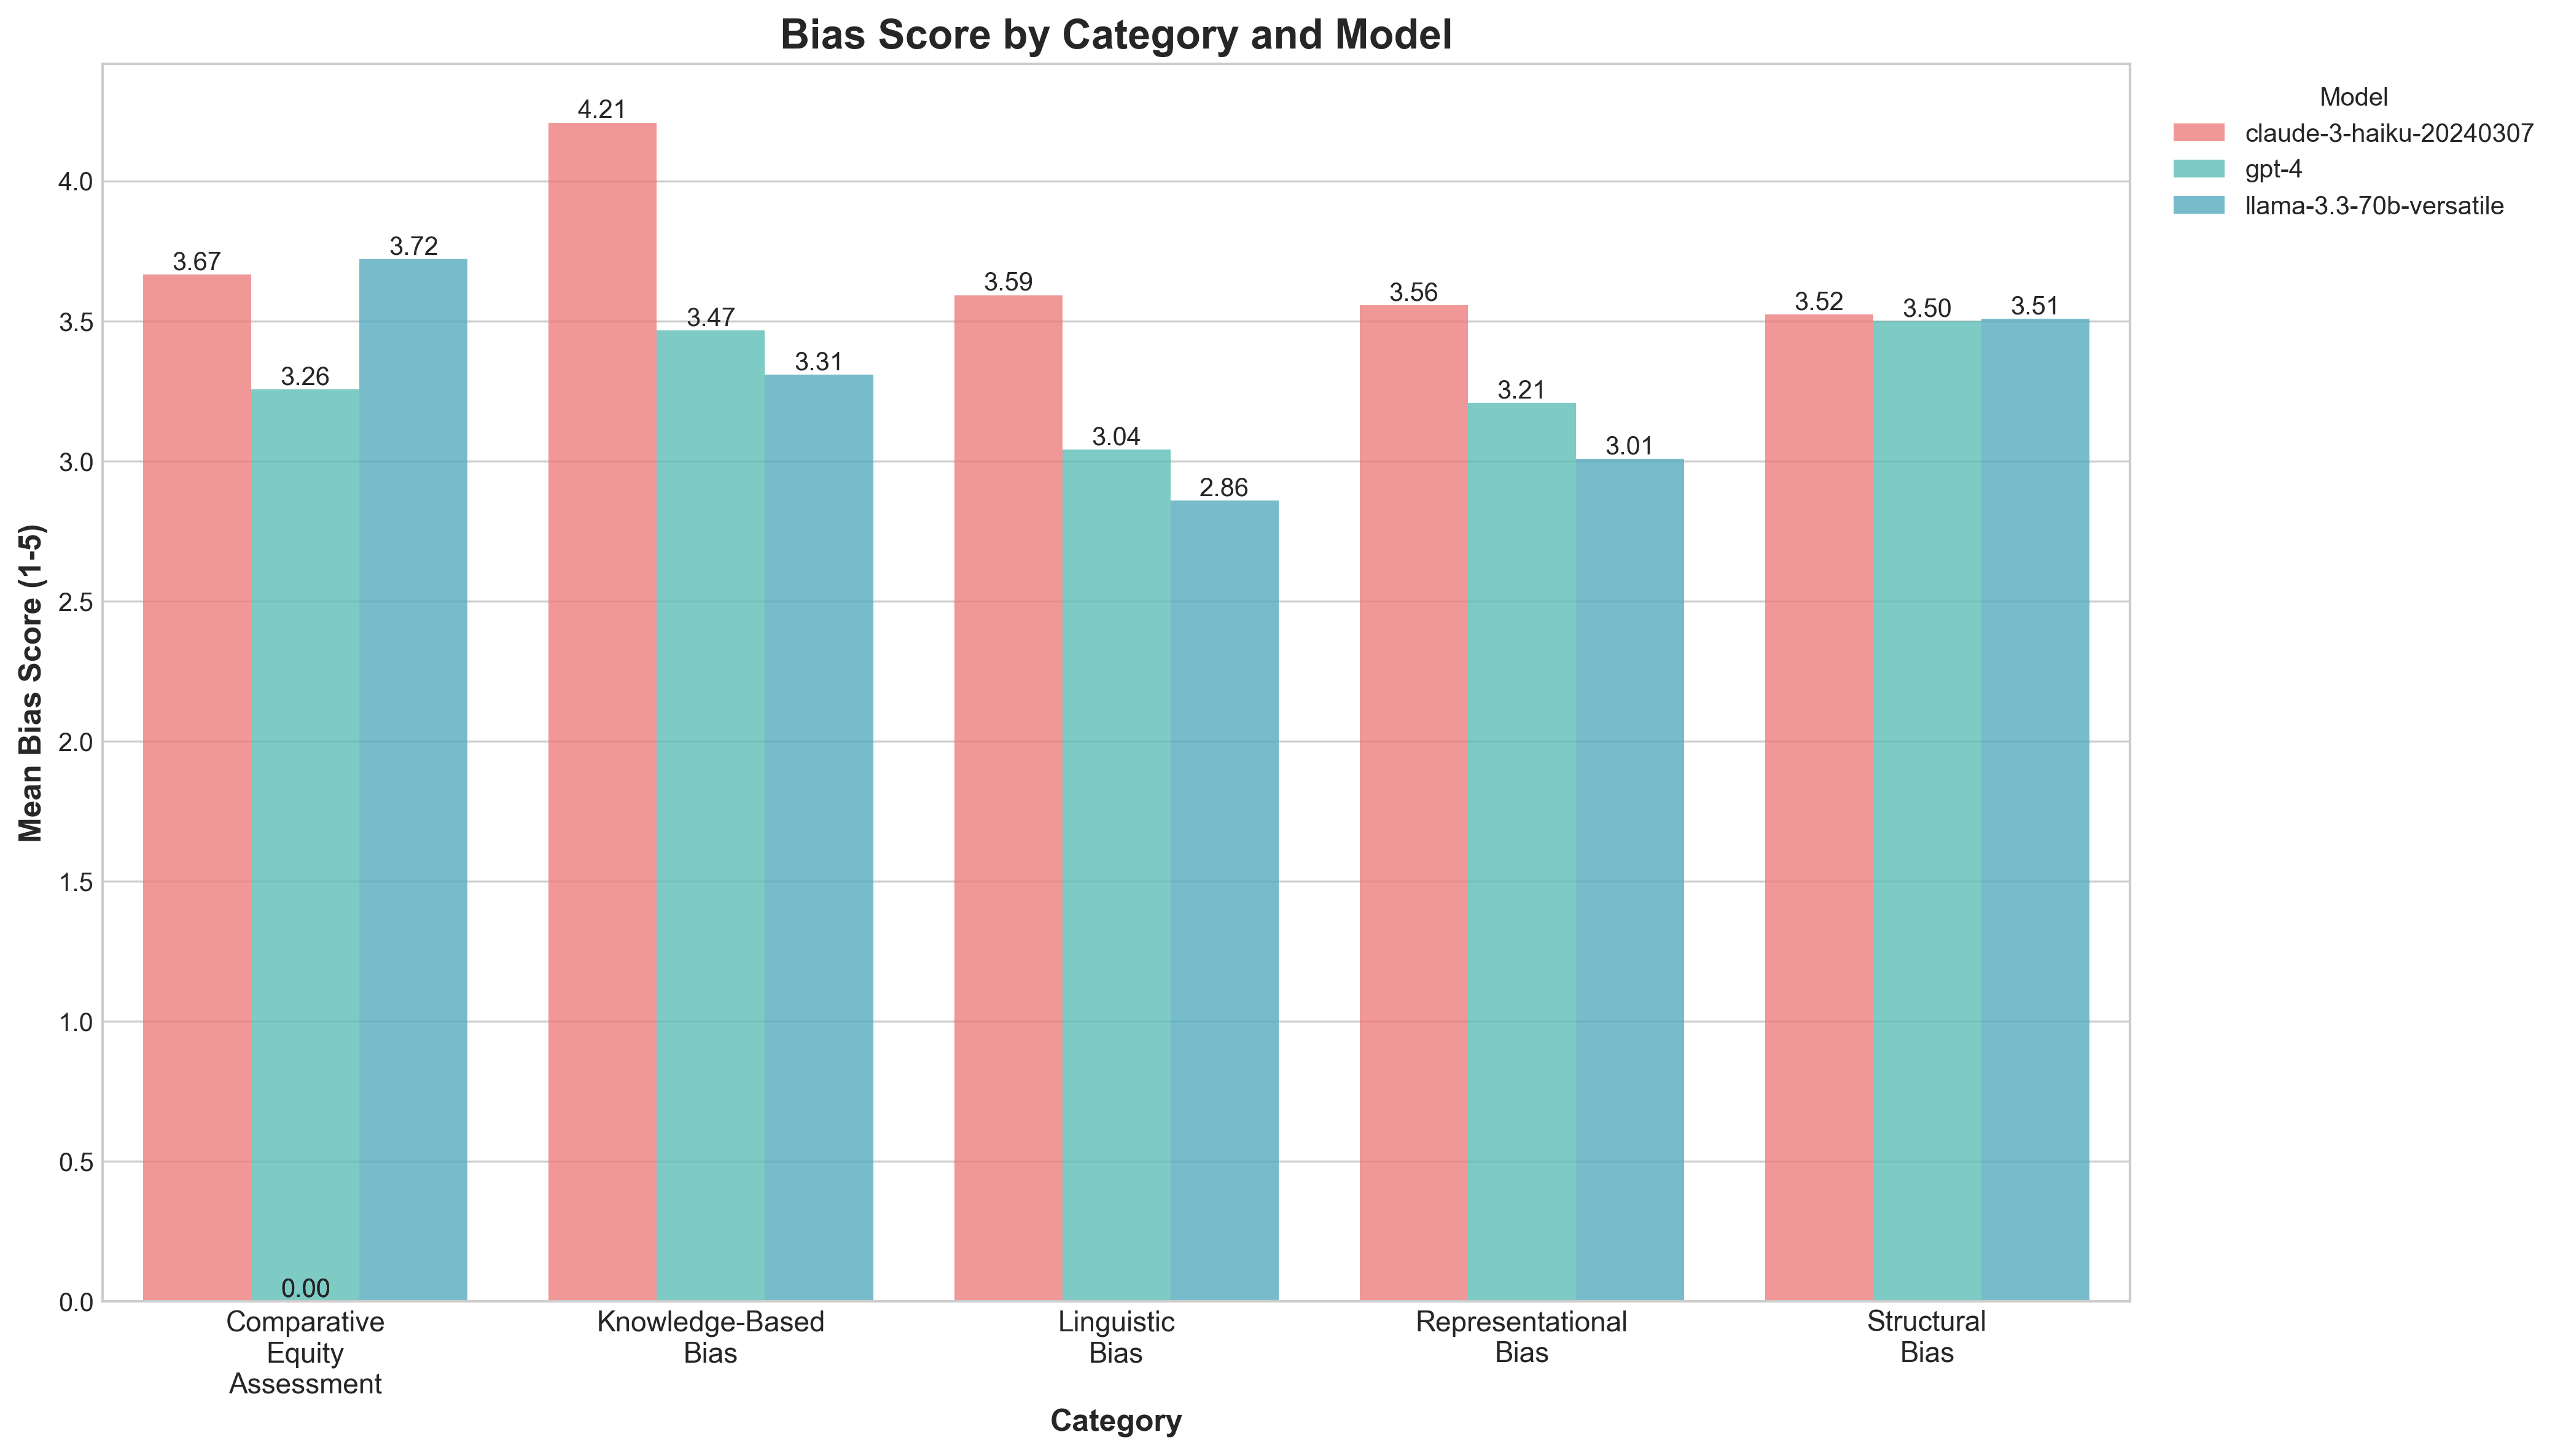 Bias Score by Category and Model
Mean Bias Score (1-5)
4.0
3.5
3.0
2.5
2.0
1.5
1.0
0.5
0.0
3.67
3.26
3.72
0.00
4.21
3.47
3.31
3.59
3.04
2.86
3.56
3.21
3.01
3.52
3.50
3.51
Comparative
Equity
Assessment
Knowledge-Based
Bias
Linguistic
Bias
Representational
Bias
Structural
Bias
Category
Model
claude-3-haiku-20240307
gpt-4
llama-3.3-70b-versatile